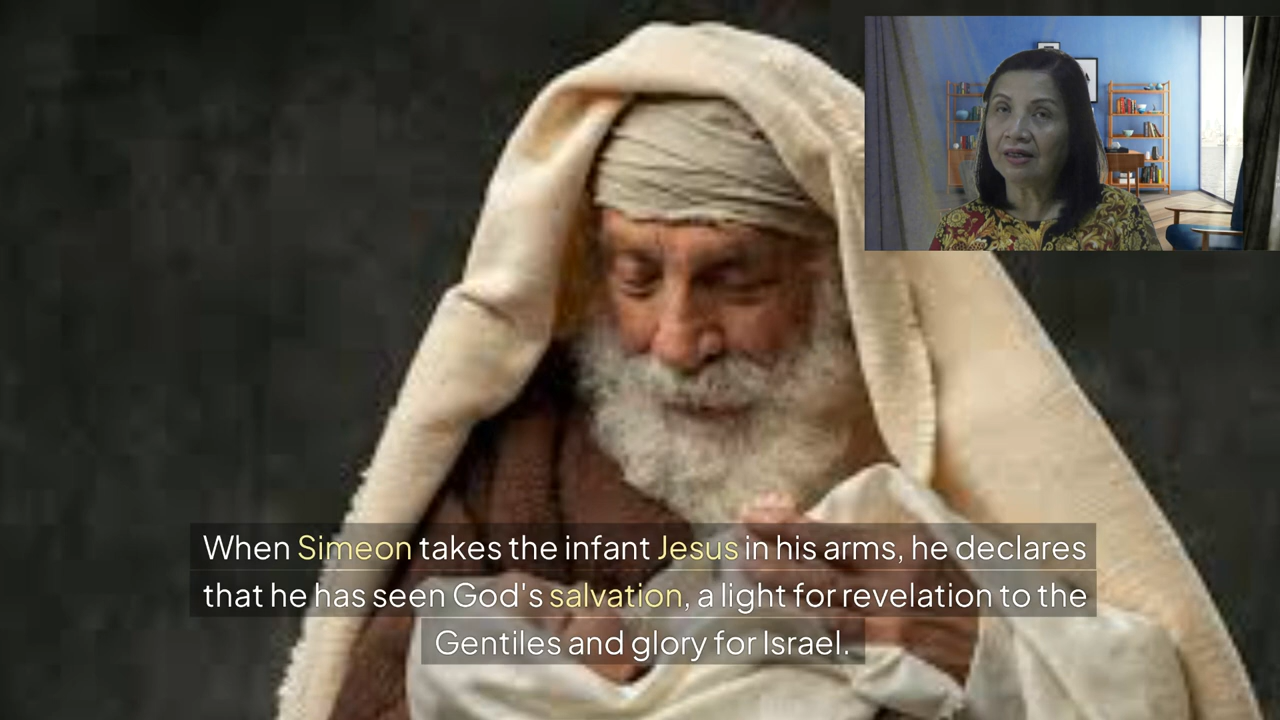 When Simeon takes the infant Jesus in his arms, he declares
that he has seen God's salvation, a light for revelation to the
Gentiles and glory for Israel.